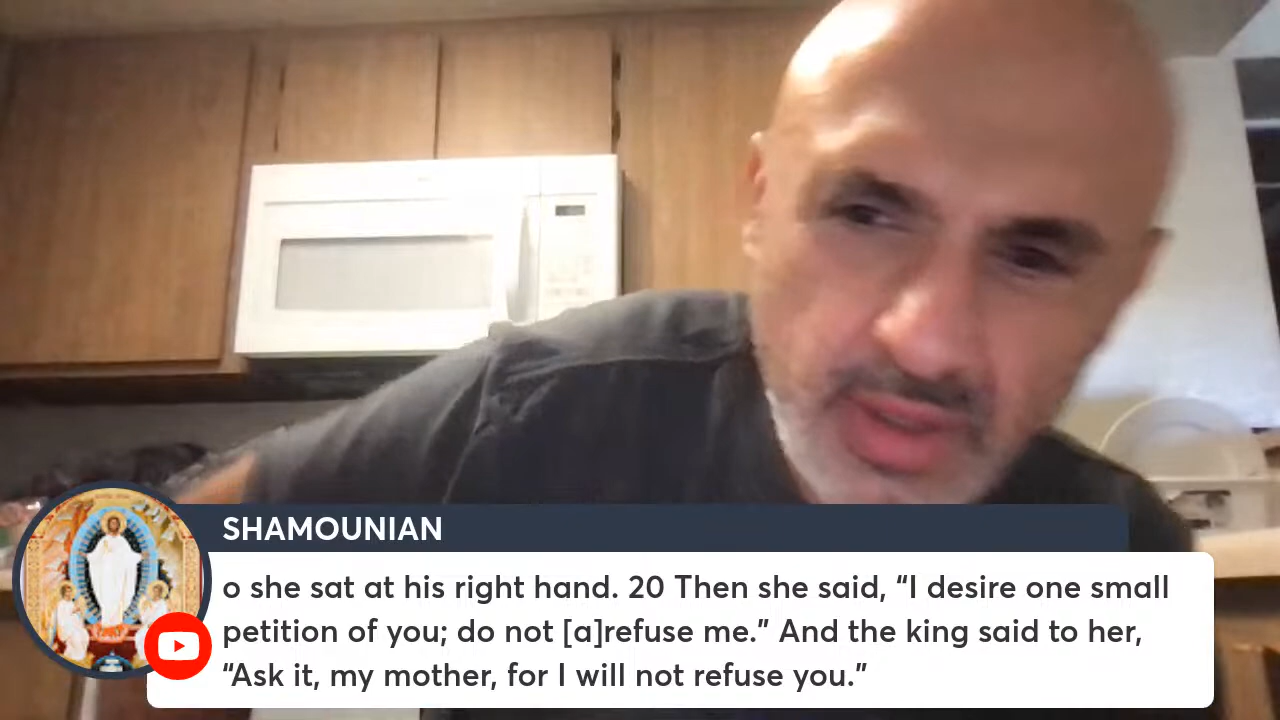 SHAMOUNIAN
o she sat at his right hand. 20 Then she said, “I desire one small
petition of you; do not [a]refuse me.” And the king said to her,
“Ask it, my mother, for I will not refuse you.”